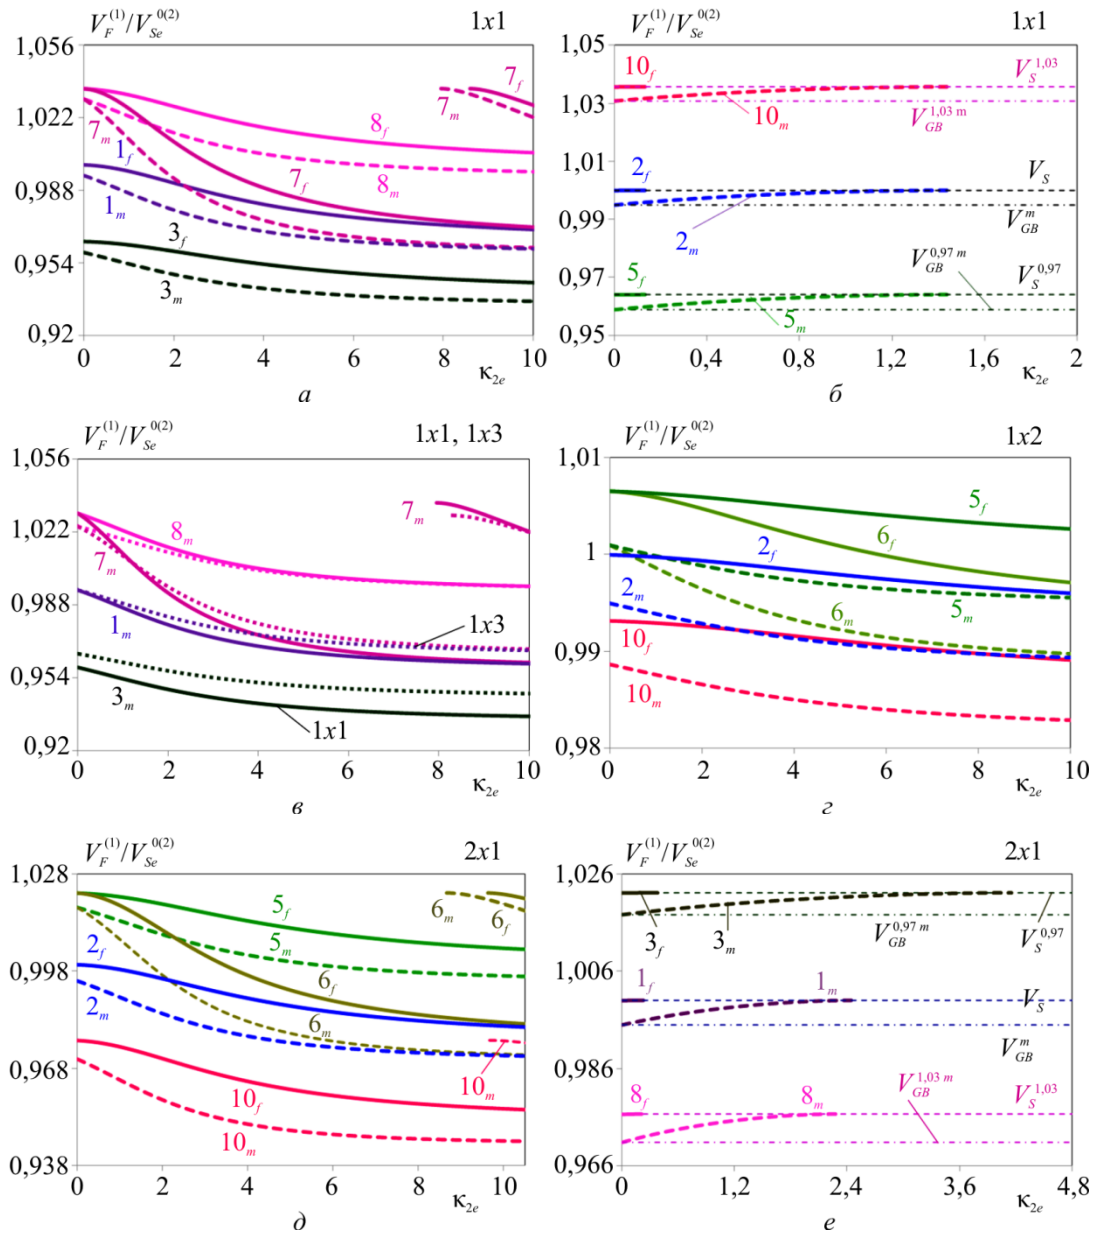 V_F^(1)/V_Se^0(2) 1x1
1,056
1,022
0,988
0,954
0,92
0 2 4 6 8 10
κ_2e
7_f
7_m
8_f
7_m
1_f
7_f
8_m
1_m
3_f
3_m
а
V_F^(1)/V_Se^0(2) 1x1
1,05
1,03
1,01
0,99
0,97
0,95
0 0,4 0,8 1,2 1,6 2
κ_2e
10_f
V_S^1,03
10_m
V_GB^1,03 m
2_f
V_S
2_m
V_GB^m
V_GB^0,97 m
V_S^0,97
5_f
5_m
б
V_F^(1)/V_Se^0(2) 1x1, 1x3
1,056
1,022
0,988
0,954
0,92
0 2 4 6 8 10
κ_2e
7_m
8_m
7_m
1_m
1x3
3_m
1x1
в
V_F^(1)/V_Se^0(2) 1x2
1,01
1
0,99
0,98
0 2 4 6 8 10
κ_2e
5_f
6_f
2_f
2_m
6_m
5_m
10_f
10_m
г
V_F^(1)/V_Se^0(2) 2x1
1,028
0,998
0,968
0,938
0 2 4 6 8 10
κ_2e
6_m
6_f
5_f
5_m
2_f
6_f
2_m
6_m
10_m
10_f
10_m
д
V_F^(1)/V_Se^0(2) 2x1
1,026
1,006
0,986
0,966
0 1,2 2,4 3,6 4,8
κ_2e
3_f
3_m
V_GB^0,97 m
V_S^0,97
1_f
1_m
V_S
V_GB^m
8_f
8_m
V_GB^1,03 m
V_S^1,03
е